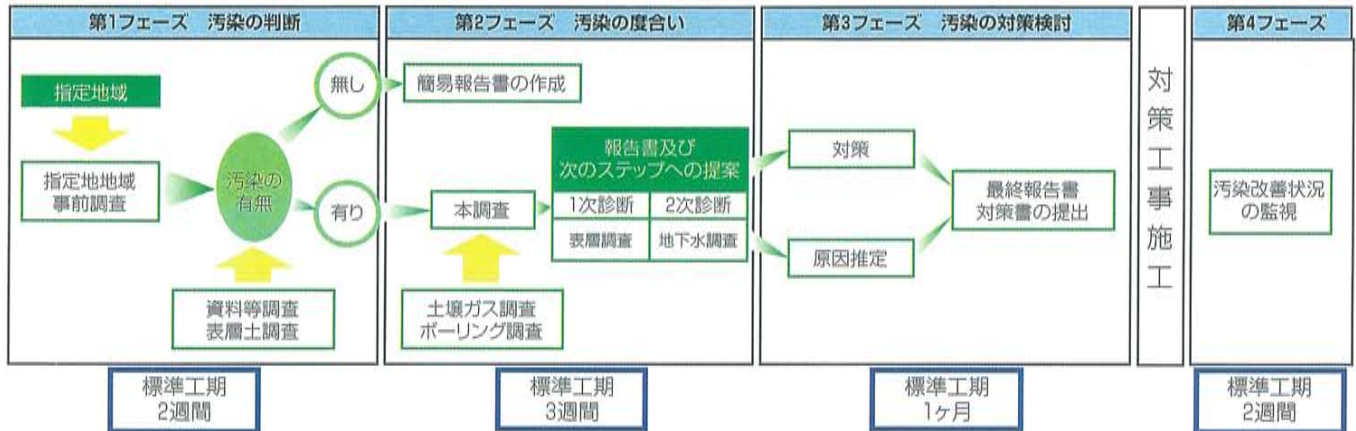 第1フェーズ 汚染の判断
指定地域
指定地地域
事前調査
汚染の
有無
無し
有り
資料等調査
表層土調査
標準工期
2週間
第2フェーズ 汚染の度合い
簡易報告書の作成
本調査
土壌ガス調査
ボーリング調査
報告書及び
次のステップへの提案
1次診断
2次診断
表層調査
地下水調査
標準工期
3週間
第3フェーズ 汚染の対策検討
対策
原因推定
最終報告書
対策書の提出
標準工期
1ヶ月
対策工事施工
第4フェーズ
汚染改善状況
の監視
標準工期
2週間